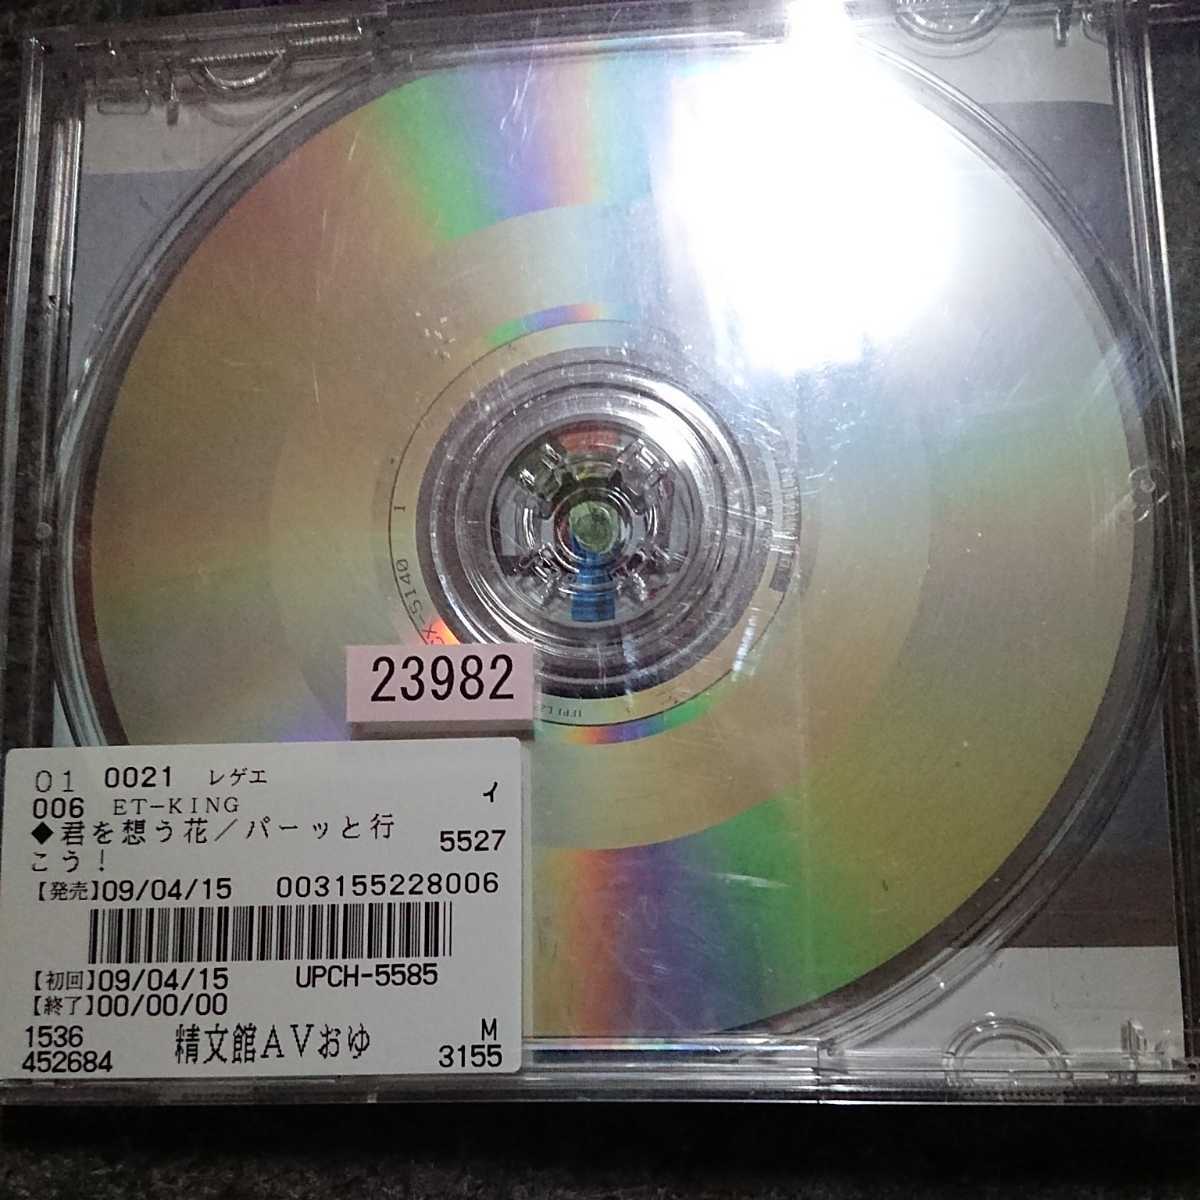 I
5140
23982
01 0021 レゲエ
006 ET-KING イ
◆君を想う花／パーッと行
こう！ 5527
【発売】09/04/15 003155228006
【初回】09/04/15 UPCH-5585
【終了】00/00/00
1536 精文館AVおゆ M
452684 3155